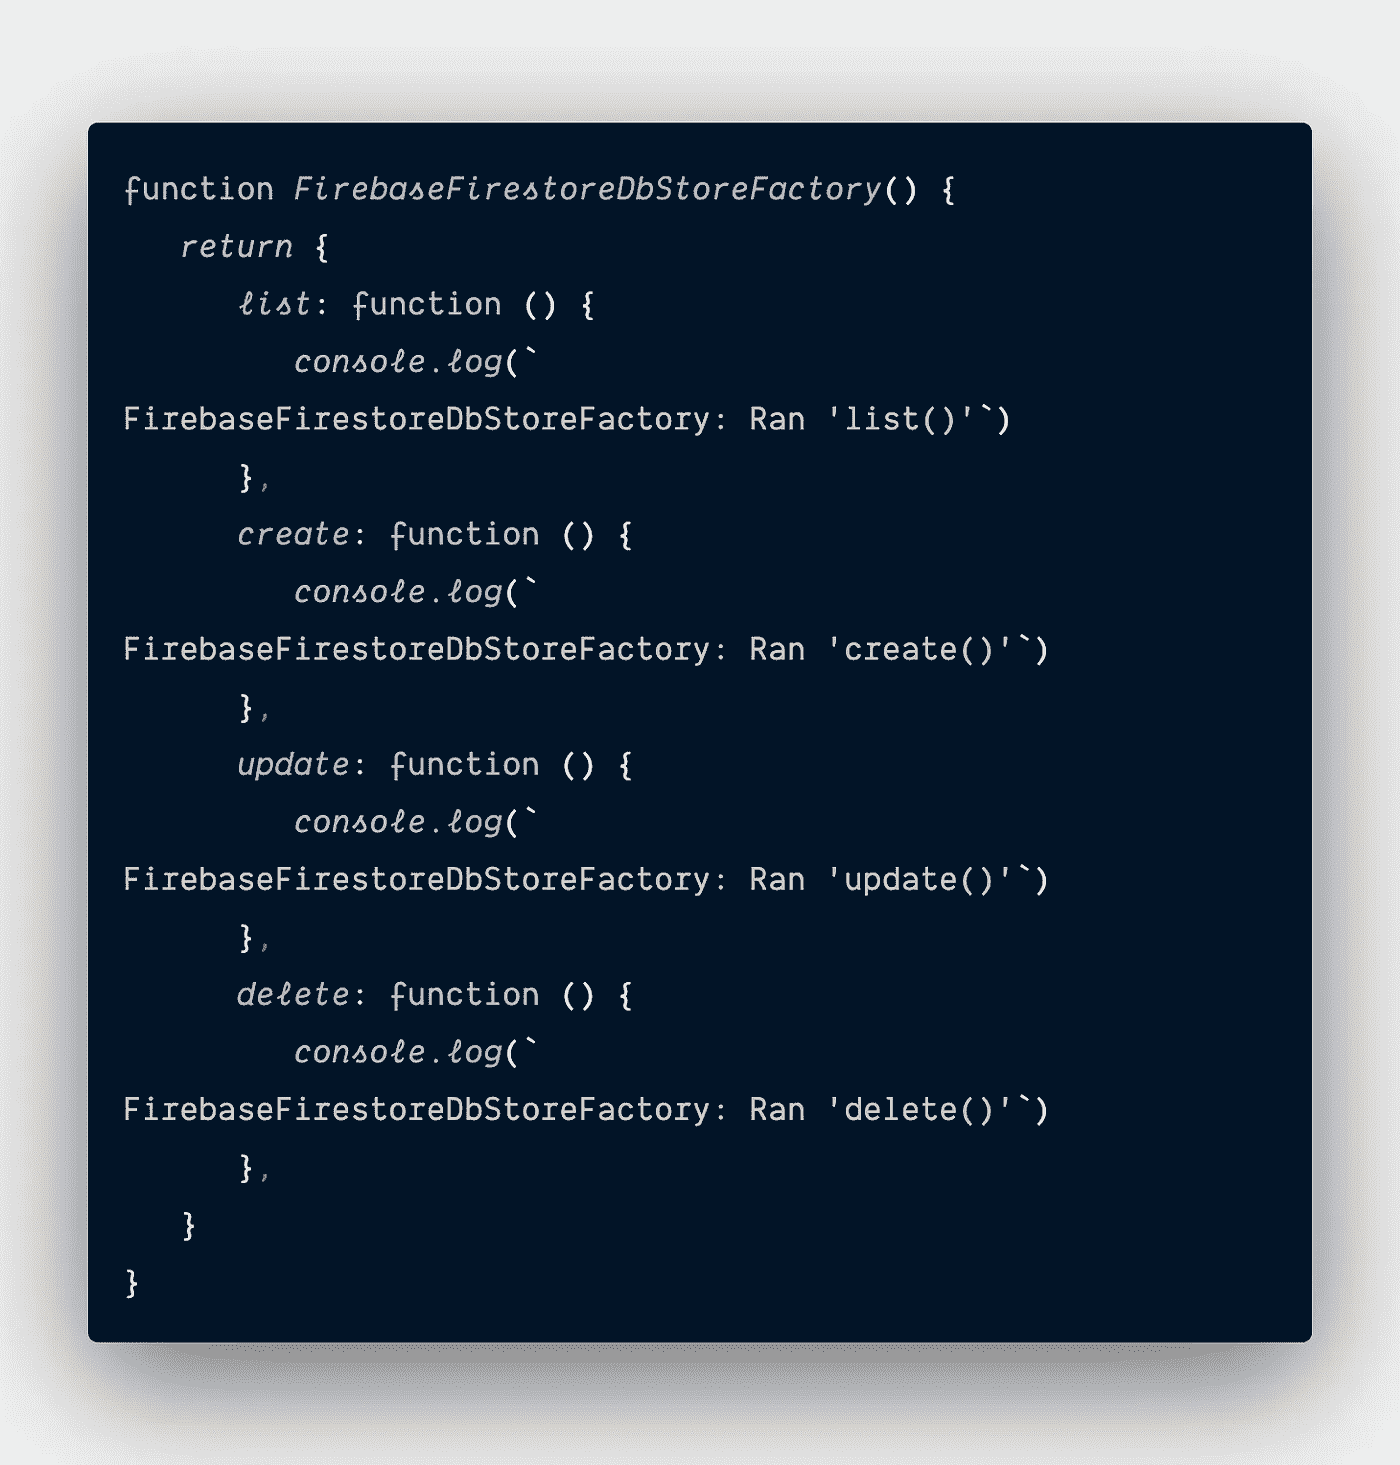 function FirebaseFirestoreDbStoreFactory() {
   return {
      list: function () {
         console.log(`
FirebaseFirestoreDbStoreFactory: Ran 'list()'`)
      },
      create: function () {
         console.log(`
FirebaseFirestoreDbStoreFactory: Ran 'create()'`)
      },
      update: function () {
         console.log(`
FirebaseFirestoreDbStoreFactory: Ran 'update()'`)
      },
      delete: function () {
         console.log(`
FirebaseFirestoreDbStoreFactory: Ran 'delete()'`)
      },
   }
}